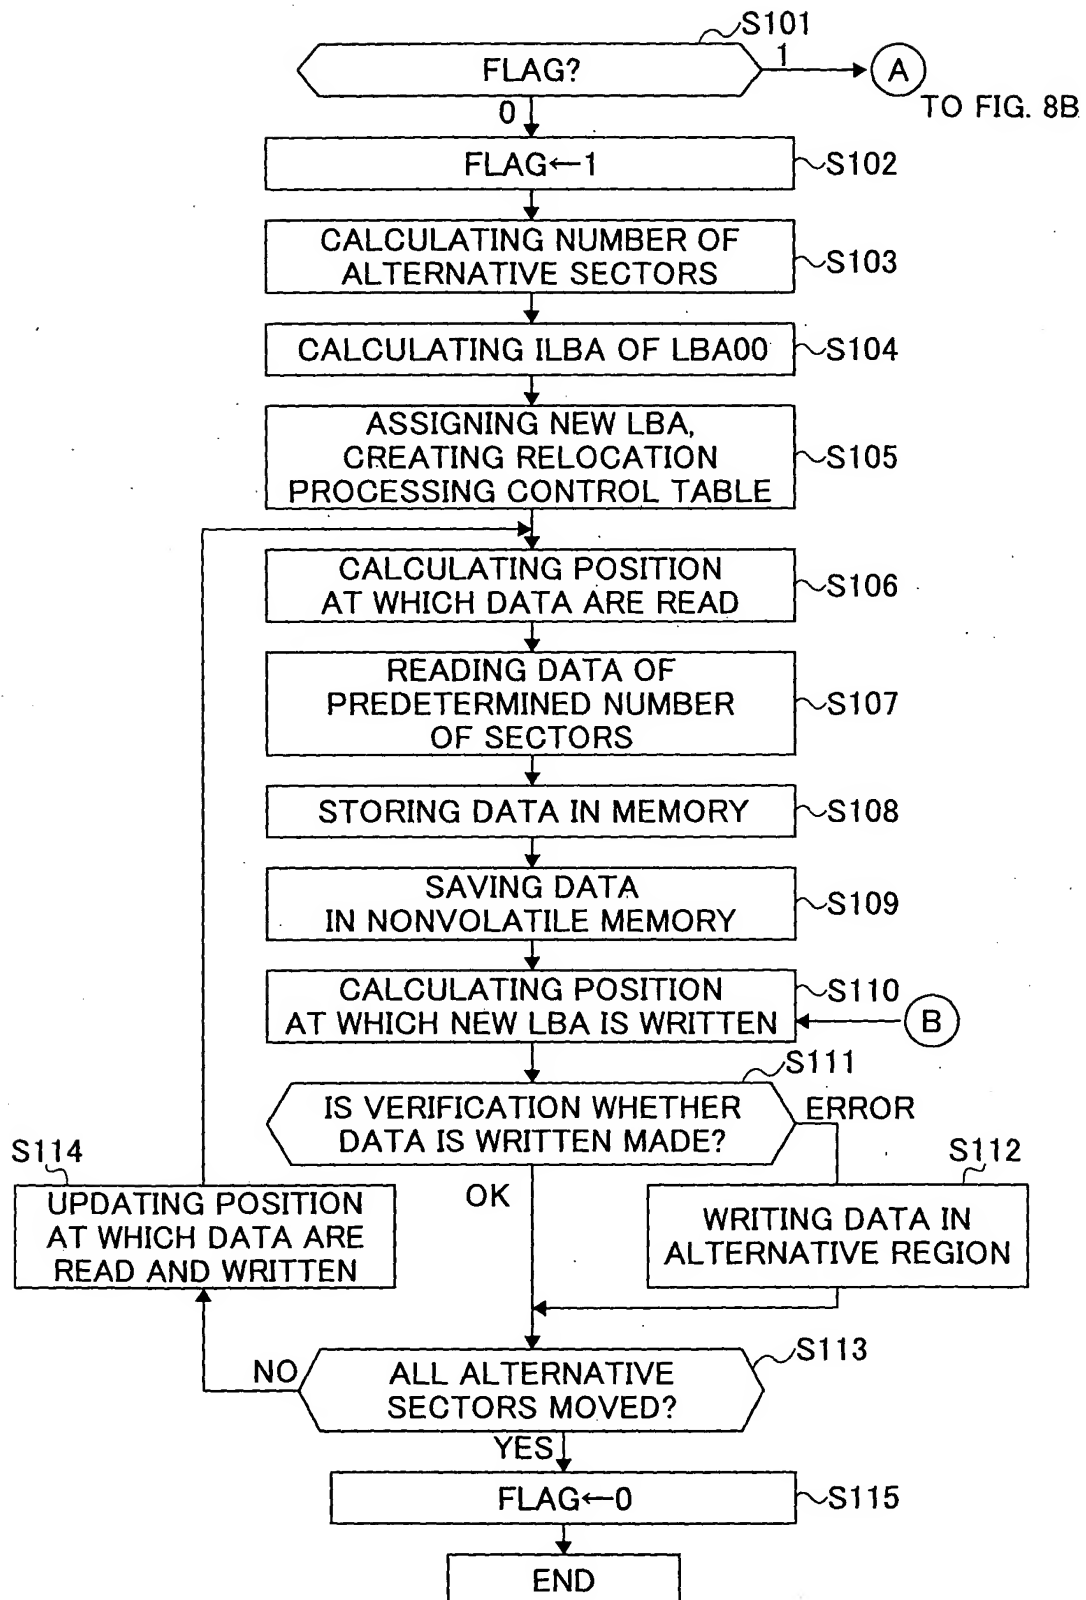 S101
FLAG?
1
A
TO FIG. 8B
0
FLAG←1
S102
CALCULATING NUMBER OF
ALTERNATIVE SECTORS
S103
CALCULATING ILBA OF LBA00
S104
ASSIGNING NEW LBA,
CREATING RELOCATION
PROCESSING CONTROL TABLE
S105
CALCULATING POSITION
AT WHICH DATA ARE READ
S106
READING DATA OF
PREDETERMINED NUMBER
OF SECTORS
S107
STORING DATA IN MEMORY
S108
SAVING DATA
IN NONVOLATILE MEMORY
S109
CALCULATING POSITION
AT WHICH NEW LBA IS WRITTEN
S110
B
S111
IS VERIFICATION WHETHER
DATA IS WRITTEN MADE?
ERROR
OK
S114
UPDATING POSITION
AT WHICH DATA ARE
READ AND WRITTEN
S112
WRITING DATA IN
ALTERNATIVE REGION
S113
NO
ALL ALTERNATIVE
SECTORS MOVED?
YES
FLAG←0
S115
END